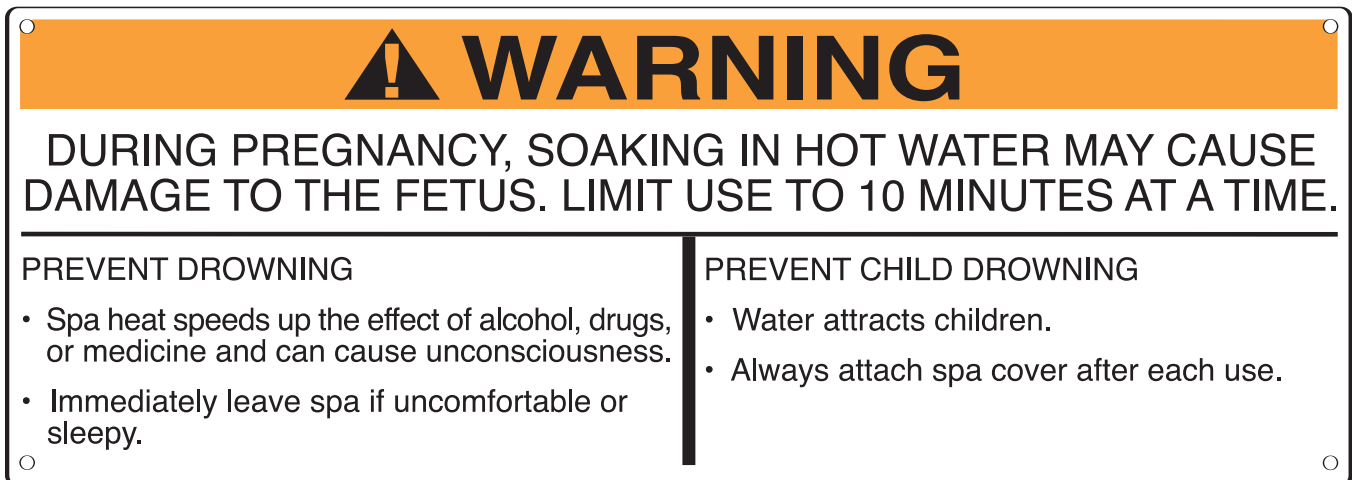 WARNING
DURING PREGNANCY, SOAKING IN HOT WATER MAY CAUSE
DAMAGE TO THE FETUS. LIMIT USE TO 10 MINUTES AT A TIME.
PREVENT DROWNING
• Spa heat speeds up the effect of alcohol, drugs,
or medicine and can cause unconsciousness.
• Immediately leave spa if uncomfortable or
sleepy.
PREVENT CHILD DROWNING
• Water attracts children.
• Always attach spa cover after each use.